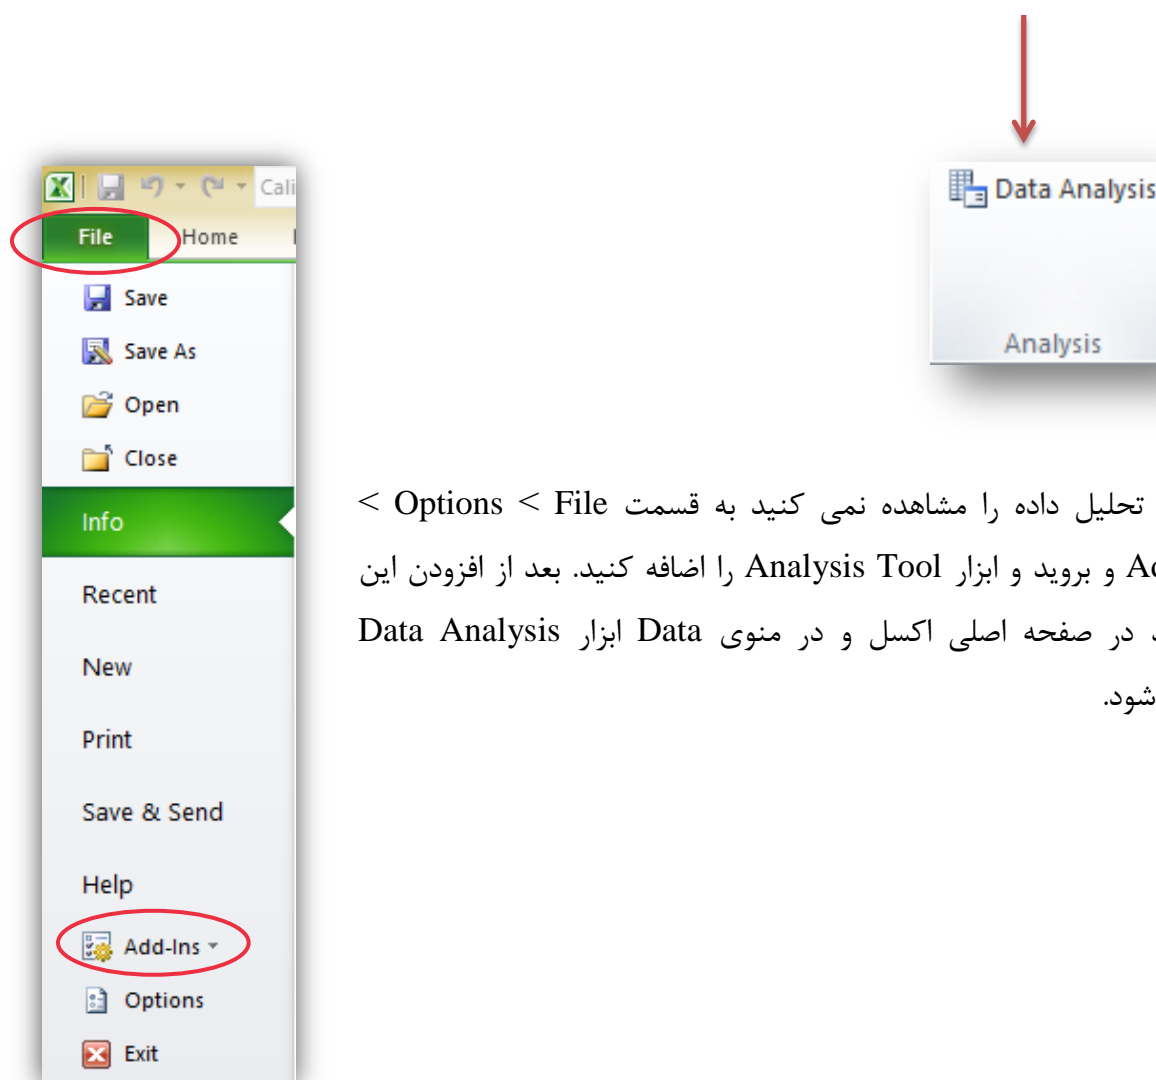 Cali
File Home
Save
Save As
Open
Close
Info
Recent
New
Print
Save & Send
Help
Add-Ins
Options
Exit
Data Analysis
Analysis
تحلیل داده را مشاهده نمی کنید به قسمت File > Options >
و بروید و ابزار Analysis Tool را اضافه کنید. بعد از افزودن این
در صفحه اصلی اکسل و در منوی Data ابزار Data Analysis
شود.